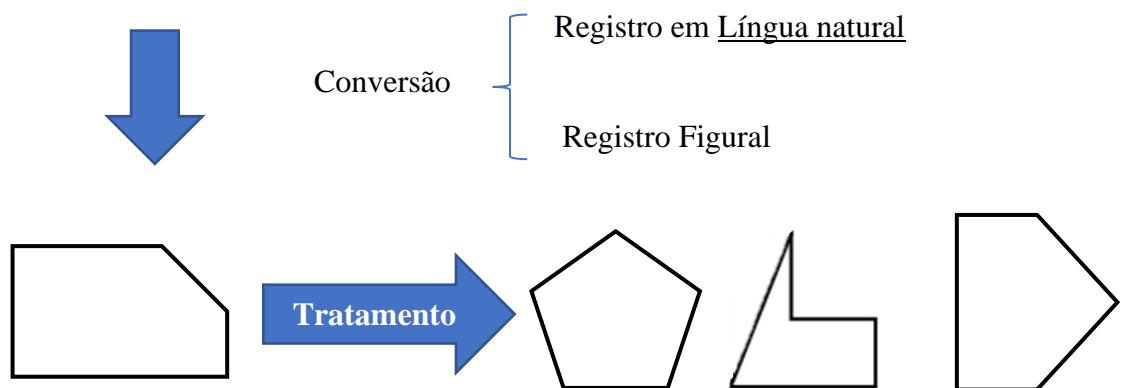 Registro em Língua natural
Conversão
Registro Figural
Tratamento